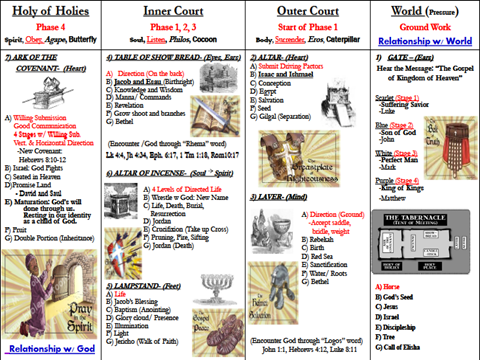 Holy of Holies
Phase 4
Spirit, Obey, Agape, Butterfly
7) ARK OF THE
COVENANT- (Heart)
A) Willing Submission
Good Communication
4 Stages w/ Willing Sub.
Vert. & Horizontal Direction
-New Covenant:
Hebrews 8:10-12
B) Israel: God Fights
C) Seated in Heaven
D)Promise Land
- David and Saul
E) Maturation: God's will
done through us.
Resting in our identity
as a child of God.
F) Fruit
G) Double Portion (Inheritance)
Pray in the Spirit
Relationship w/ God
Inner Court
Phase 1, 2, 3
Soul, Listen, Philos, Cocoon
4) TABLE OF SHOW BREAD- (Eyes, Ears)
A) Direction (On the back)
B) Jacob and Esau (Birthright)
C) Knowledge and Wisdom
D) Manna/ Commands
E) Revelation
F) Grow shoot and branches
G) Bethel
(Encounter /God through "Rhema" word)
Lk 4:4, Jn 4:34, Eph. 6:17, 1 Tm 1:18, Rom10:17
6) ALTAR OF INCENSE- (Soul ⁠ Spirit)
A) 4 Levels of Directed Life
B) Wrestle to God: New Name
C) Life, Death, Burial,
Resurrection
D) Jordan
E) Crucifixion (Take up Cross)
F) Pruning, Fire, Sifting
G) Jordan (Death)
5) LAMPSTAND- (Feet)
A) Life
B) Jacob's Blessing
C) Baptism (Anointing)
D) Glory cloud/ Presence
E) Illumination
F) Light
G) Jericho (Walk of Faith)
Gospel of Peace
Outer Court
Start of Phase 1
Body, Surrender, Eros, Caterpillar
2) ALTAR- (Heart)
A) Submit Driving Factors
B) Isaac and Ishmael
C) Conception
D) Egypt
E) Salvation
F) Seed
G) Gilgal (Separation)
Breastplate of Righteousness
3) LAVER- (Mind)
A) Direction (Ground)
-Accept saddle,
bridle, weight
B) Rebekah
C) Birth
D) Red Sea
E) Sanctification
F) Water/ Roots
G) Bethel
Helmet of Salvation
Encounter God through "Logos" word)
John 1:1, Hebrews 4:12, Luke 8:11
World (Pressure)
Ground Work
Relationship w/ World
1) GATE – (Ears)
Hear the Message: "The Gospel
of Kingdom of Heaven"
Scarlet (Stage 1)
-Suffering Savior
-Luke
Blue (Stage 2)
-Son of God
-John
White (Stage 3)
-Perfect Man
-Mark
Purple (Stage 4)
-King of Kings
-Matthew
Belt of Truth
THE TABERNACLE
(TENT OF MEETING)
A) Horse
B) God's Seed
C) Jesus
D) Israel
E) Discipleship
F) Tree
G) Call of Elisha